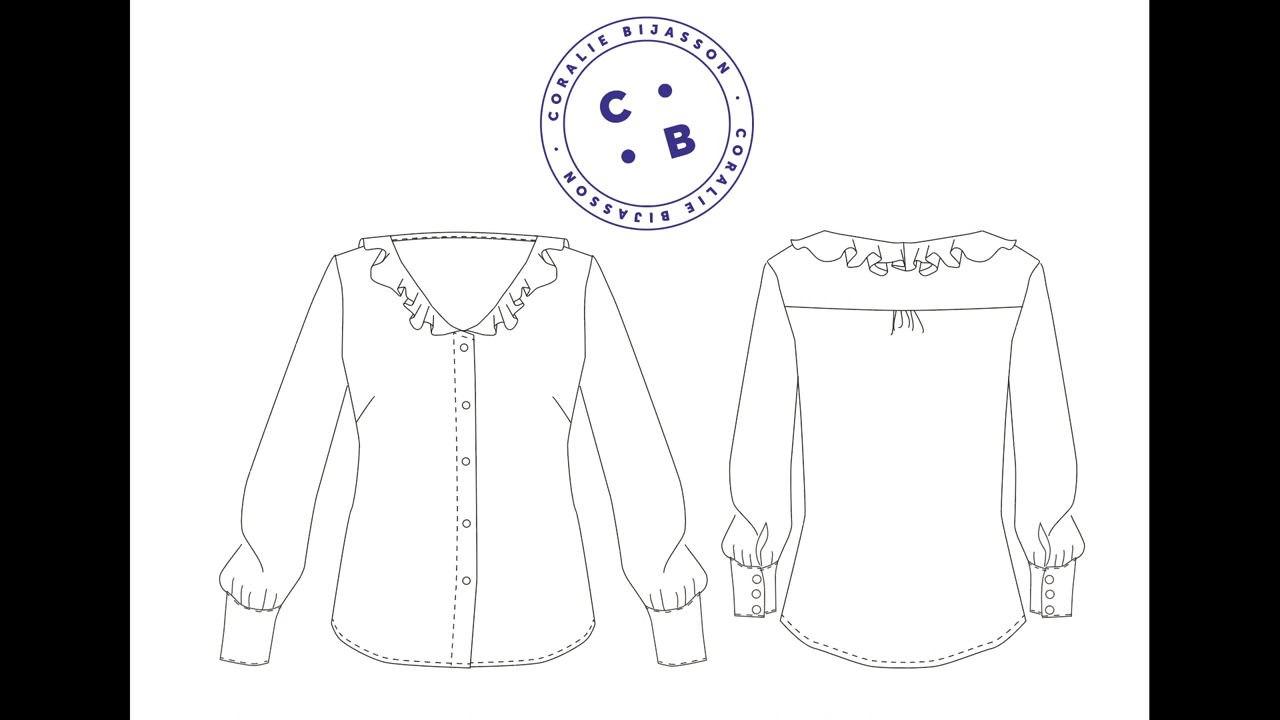 CORALIE BIJASSON • CORALIE BIJASSON •
C •
• B